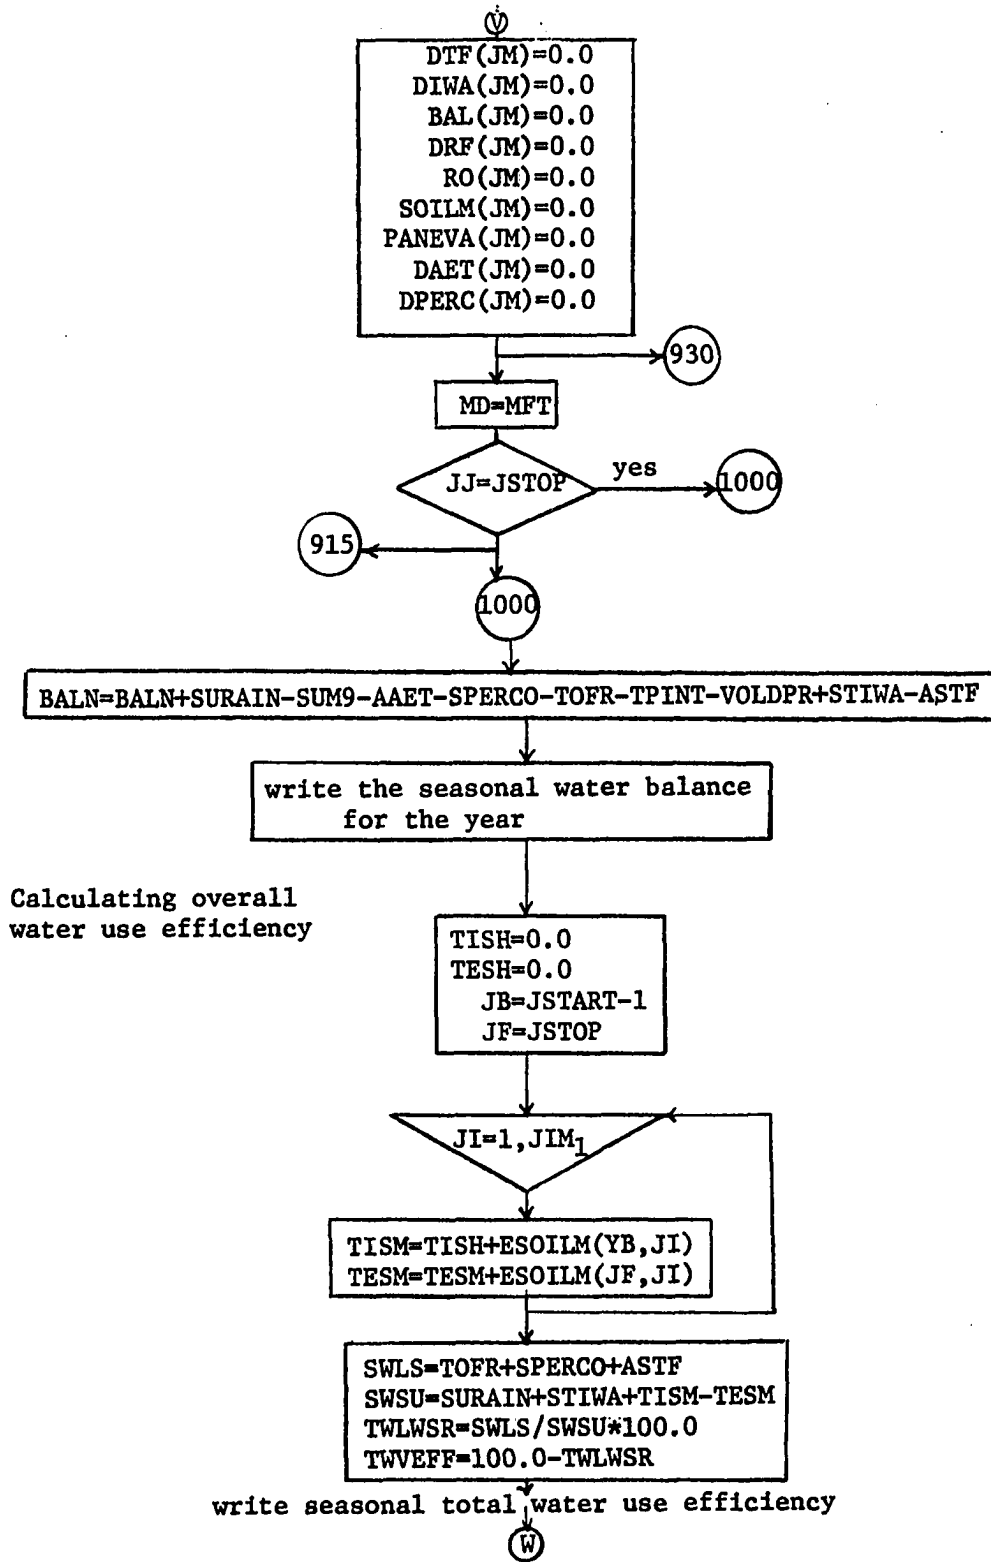 V
DTF(JM)=0.0
DIWA(JM)=0.0
BAL(JM)=0.0
DRF(JM)=0.0
RO(JM)=0.0
SOILM(JM)=0.0
PANEVA(JM)=0.0
DAET(JM)=0.0
DPERC(JM)=0.0
930
MD=MFT
JJ=JSTOP
yes
1000
915
1000
BALN=BALN+SURAIN-SUM9-AAET-SPERCO-TOFR-TPINT-VOLDPR+STIWA-ASTF
write the seasonal water balance
for the year
Calculating overall
water use efficiency
TISH=0.0
TESH=0.0
JB=JSTART-1
JF=JSTOP
JI=1,JIM1
TISM=TISH+ESOILM(YB,JI)
TESM=TESM+ESOILM(JF,JI)
SWLS=TOFR+SPERCO+ASTF
SWSU=SURAIN+STIWA+TISM-TESM
TWLWSR=SWLS/SWSU*100.0
TWVEFF=100.0-TWLWSR
write seasonal total water use efficiency
W